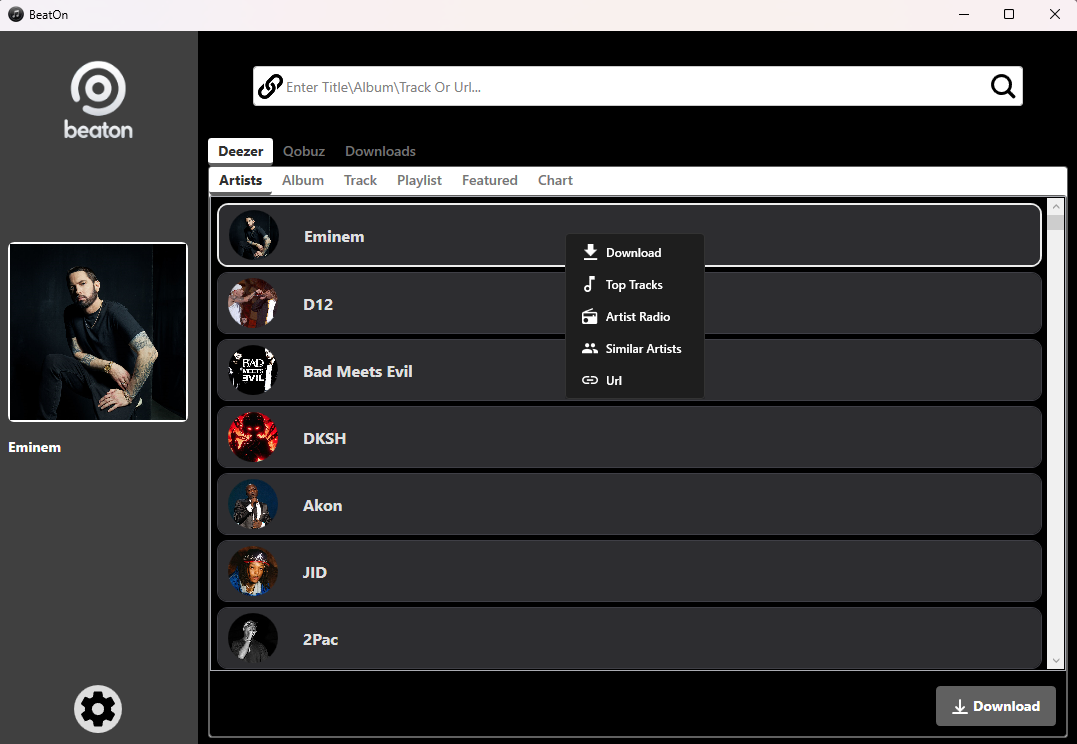 BeatOn
beaton
Enter Title\Album\Track Or Url...
Deezer Qobuz Downloads
Artists Album Track Playlist Featured Chart
Eminem
Download
Top Tracks
Artist Radio
Similar Artists
Url
D12
Bad Meets Evil
BAD
MEETS
EVIL
DKSH
Akon
JID
2Pac
Eminem
Download